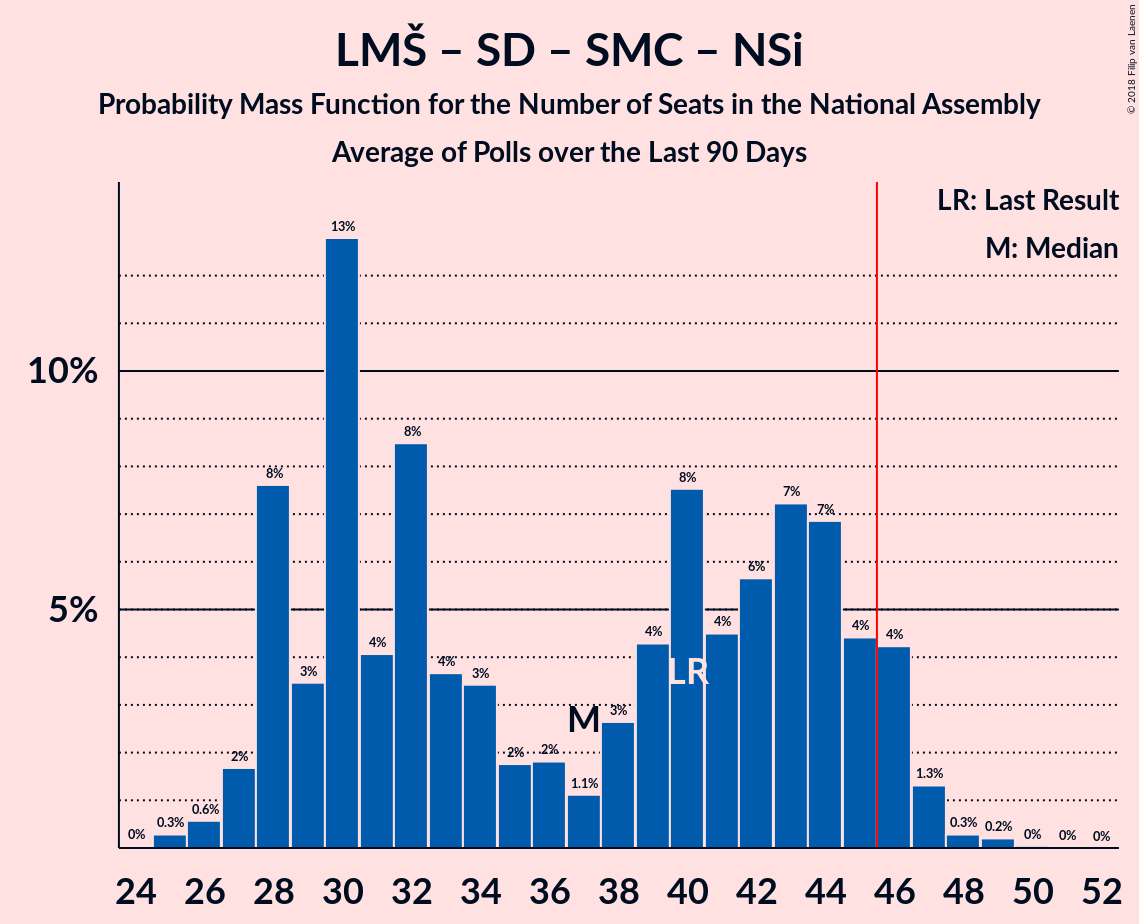 LMŠ – SD – SMC – NSi
Probability Mass Function for the Number of Seats in the National Assembly
Average of Polls over the Last 90 Days
© 2018 Filip van Laenen
LR: Last Result
M: Median
10%
5%
0% 0.3% 0.6% 2% 8% 3% 13% 4% 8% 4% 3% 2% 2% 1.1% 3% 4% 8% 4% 6% 7% 7% 4% 4% 1.3% 0.3% 0.2% 0% 0% 0%
M
LR
24 26 28 30 32 34 36 38 40 42 44 46 48 50 52